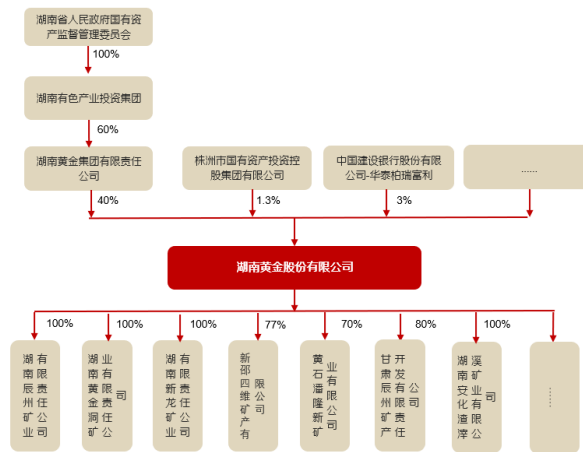 湖南省人民政府国有资
产监督管理委员会
100%
湖南有色产业投资集团
60%
湖南黄金集团有限责任
公司
株洲市国有资产投资控
股集团有限公司
中国建设银行股份有限
公司-华泰柏瑞富利
......
40%
1.3%
3%
湖南黄金股份有限公司
100%
100%
100%
77%
70%
80%
100%
湖南辰州矿业
有限责任公司
湖南黄金洞矿
业有限责任公
司
湖南新龙矿业
有限责任公司
新邵四维矿产有
限公司
黄石潘隆新矿
业有限公司
甘肃辰州矿产
开发有限责任
公司
湖南安化渣滓
溪矿业有限公
司
......